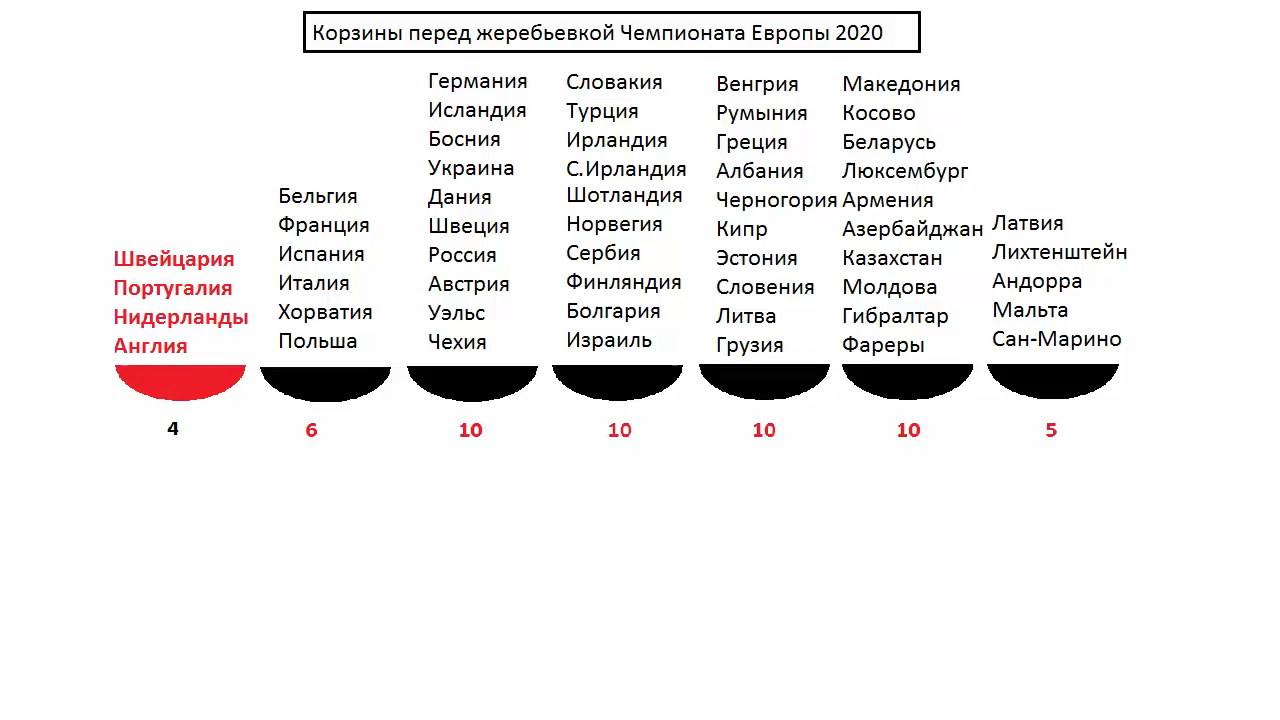 Корзины перед жеребьевкой Чемпионата Европы 2020
Швейцария
Португалия
Нидерланды
Англия
4
Бельгия
Франция
Испания
Италия
Хорватия
Польша
6
Германия
Исландия
Босния
Украина
Дания
Швеция
Россия
Австрия
Уэльс
Чехия
10
Словакия
Турция
Ирландия
С.Ирландия
Шотландия
Норвегия
Сербия
Финляндия
Болгария
Израиль
10
Венгрия
Румыния
Греция
Албания
Черногория
Кипр
Эстония
Словения
Литва
Грузия
10
Македония
Косово
Беларусь
Люксембург
Армения
Азербайджан
Казахстан
Молдова
Гибралтар
Фареры
10
Латвия
Лихтенштейн
Андорра
Мальта
Сан-Марино
5